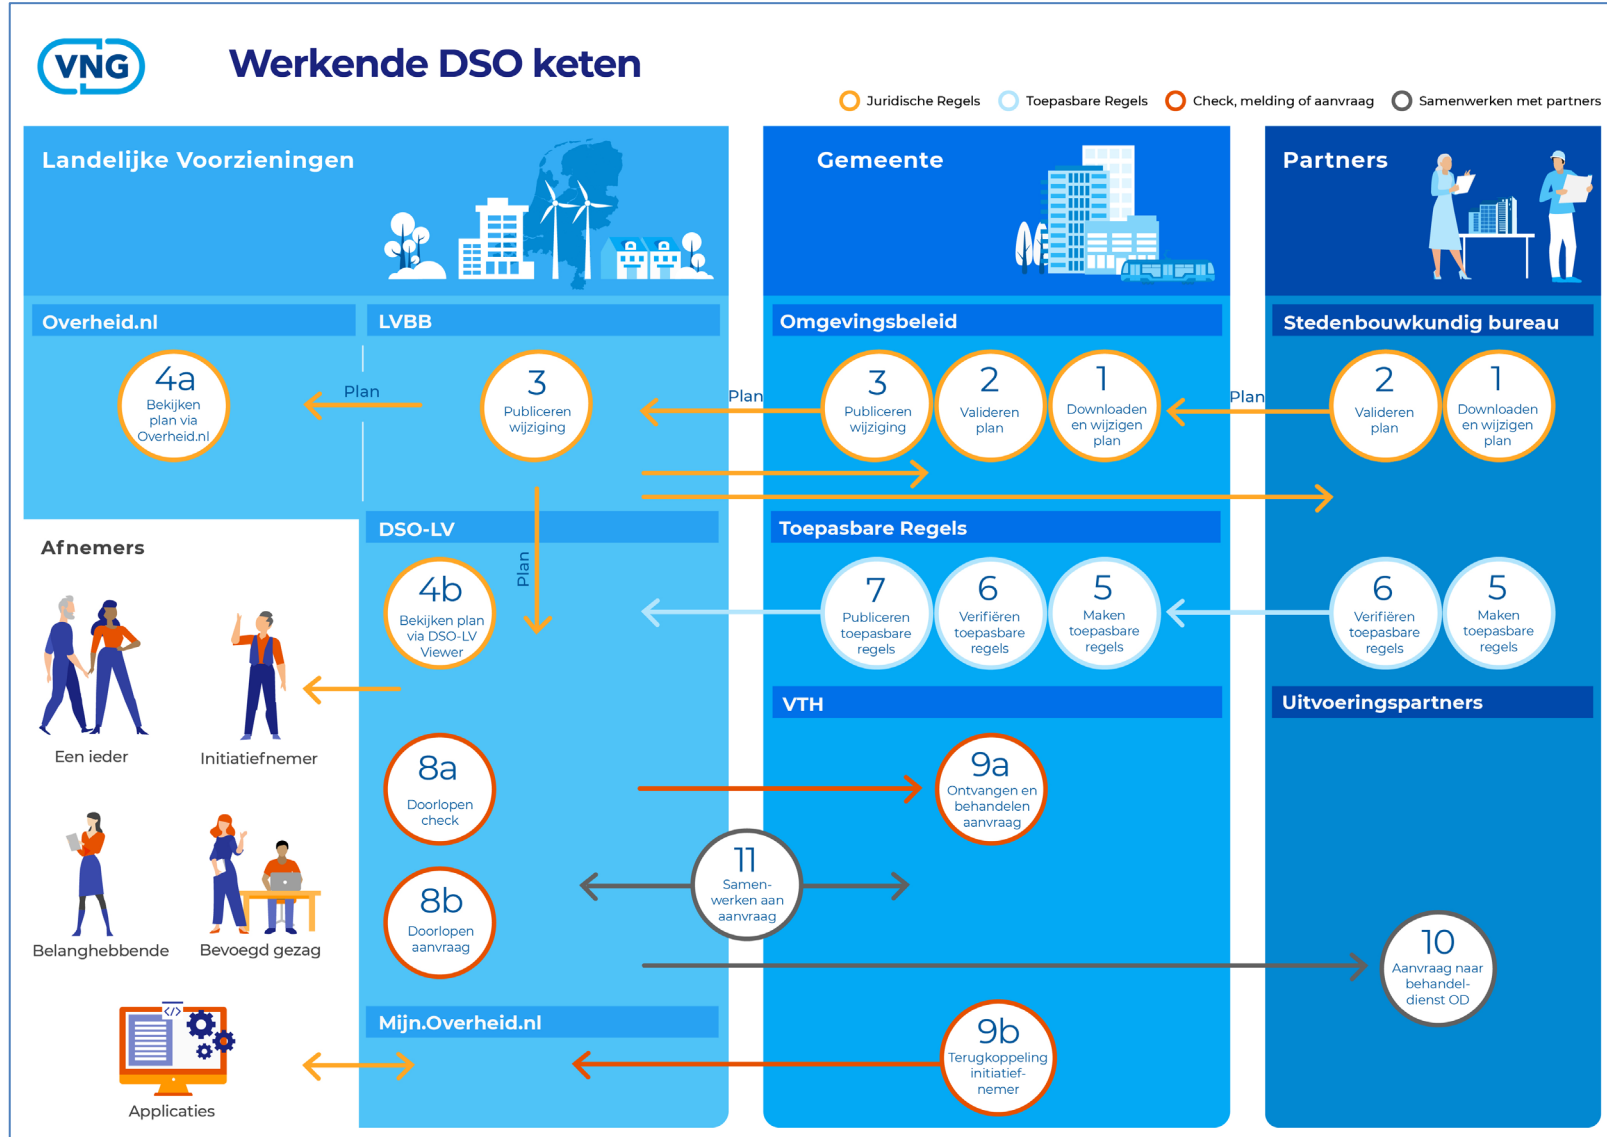 VNG
Werkende DSO keten
Juridische Regels
Toepasbare Regels
Check, melding of aanvraag
Samenwerken met partners
Landelijke Voorzieningen
Gemeente
Partners
Overheid.nl
LVBB
Omgevingsbeleid
Stedenbouwkundig bureau
4a
Bekijken
plan via
Overheid.nl
Plan
3
Publiceren
wijziging
Plan
3
Publiceren
wijziging
2
Valideren
plan
1
Downloaden
en wijzigen
plan
Plan
2
Valideren
plan
1
Downloaden
en wijzigen
plan
DSO-LV
Toepasbare Regels
Afnemers
4b
Bekijken plan
via DSO-LV
Viewer
Plan
7
Publiceren
toepasbare
regels
6
Verifiëren
toepasbare
regels
5
Maken
toepasbare
regels
6
Verifiëren
toepasbare
regels
5
Maken
toepasbare
regels
VTH
Uitvoeringspartners
Een ieder
Initiatiefnemer
8a
Doorlopen
check
9a
Ontvangen en
behandelen
aanvraag
11
Samen-
werken aan
aanvraag
8b
Doorlopen
aanvraag
Belanghebbende
Bevoegd gezag
10
Aanvraag naar
behandel-
dienst OD
</>
Mijn.Overheid.nl
9b
Terugkoppeling
initiatief-
nemer
Applicaties